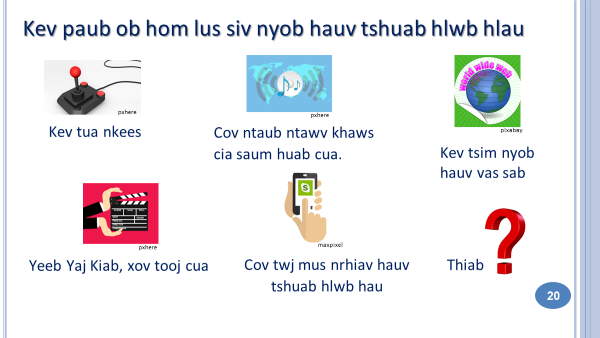 Kev paub ob hom lus siv nyob hauv tshuab hlwb hlau
pxhere
Kev tua nkees
pxhere
Cov ntaub ntawv khaws
cia saum huab cua.
world wide web
pixabay
Kev tsim nyob
hauv vas sab
pxhere
Yeeb Yaj Kiab, xov tooj cua
S
maxpixel
Cov twj mus nrhiav hauv
tshuab hlwb hau
Thiab
?
20